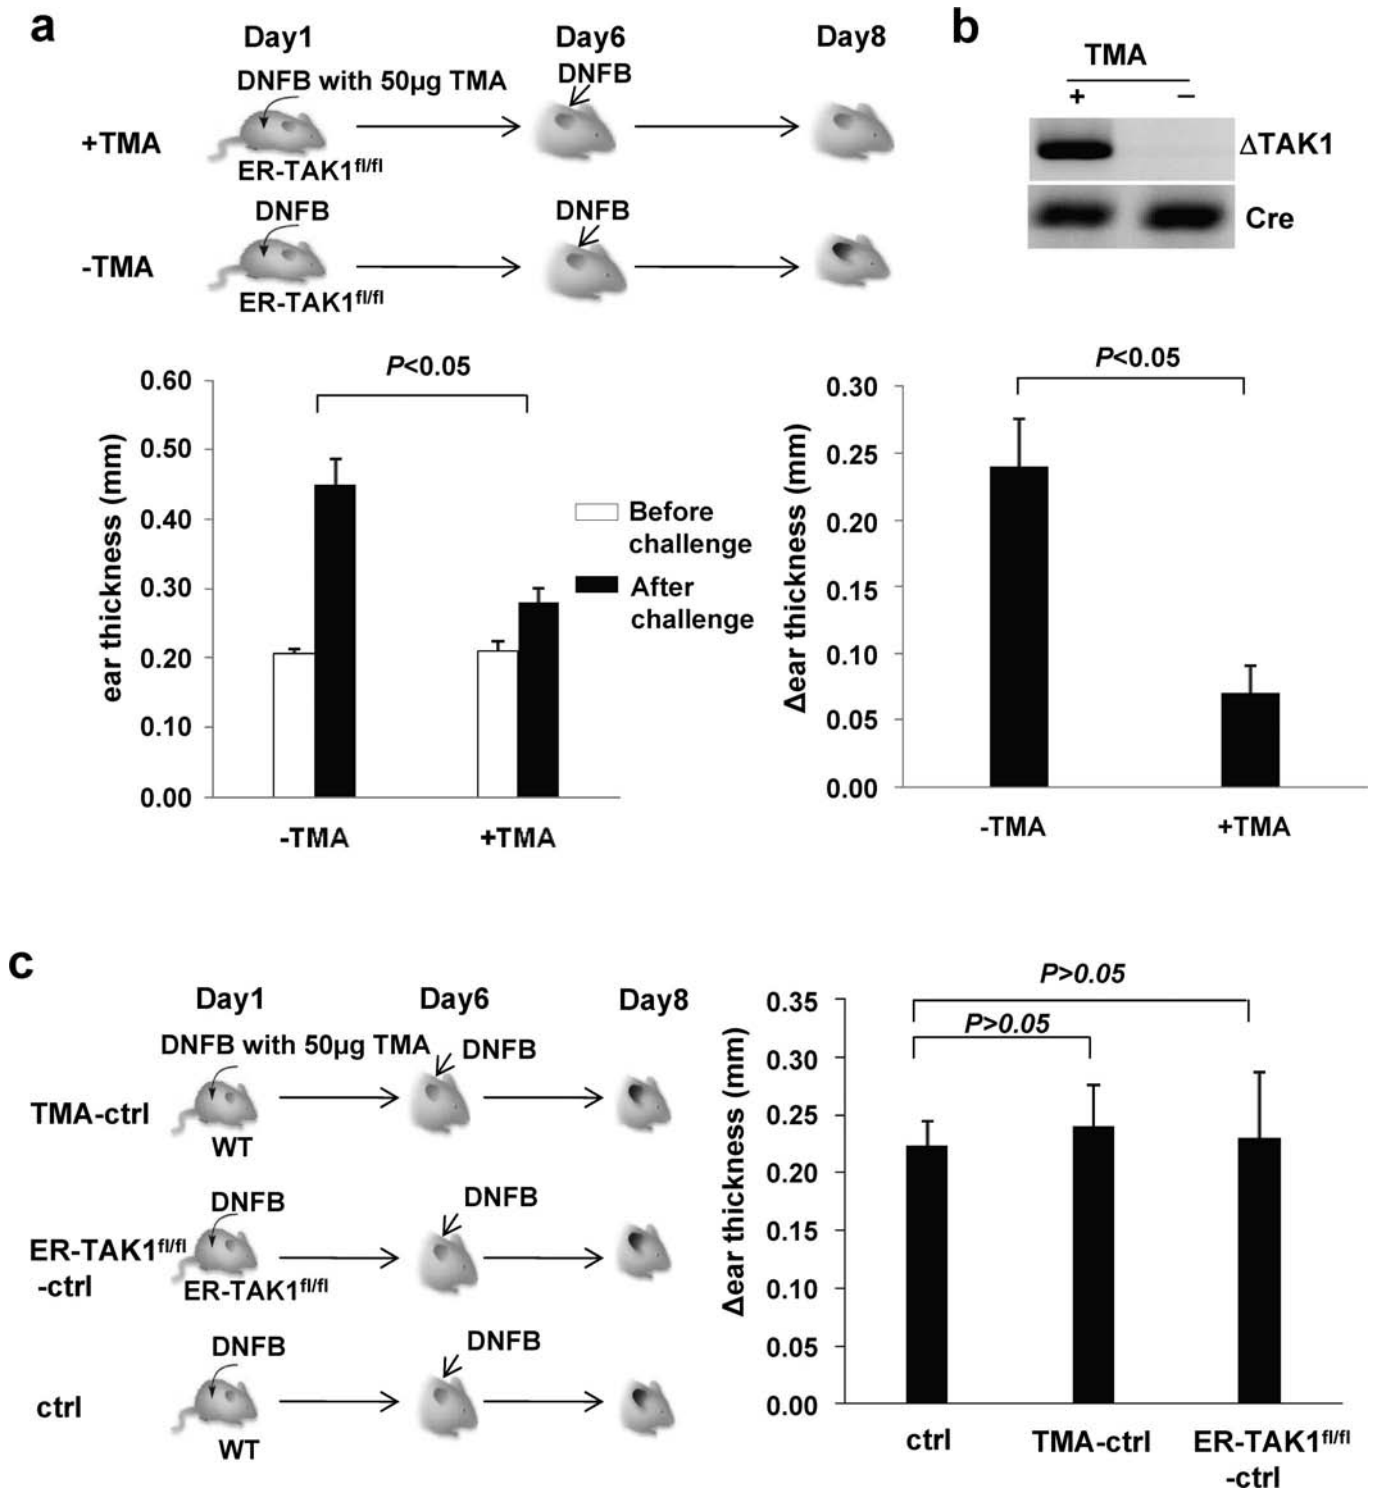 a
Day1
Day6
Day8
DNFB with 50µg TMA
DNFB
+TMA
ER-TAK1fl/fl
DNFB
DNFB
-TMA
ER-TAK1fl/fl
b
TMA
+
–
ΔTAK1
Cre
P<0.05
ear thickness (mm)
0.60
0.50
0.40
0.30
0.20
0.10
0.00
-TMA
+TMA
Before
challenge
After
challenge
P<0.05
Δear thickness (mm)
0.30
0.25
0.20
0.15
0.10
0.05
0.00
-TMA
+TMA
c
Day1
Day6
Day8
DNFB with 50µg TMA
DNFB
TMA-ctrl
WT
DNFB
DNFB
ER-TAK1fl/fl
-ctrl
ER-TAK1fl/fl
DNFB
DNFB
ctrl
WT
P>0.05
P>0.05
Δear thickness (mm)
0.35
0.30
0.25
0.20
0.15
0.10
0.05
0.00
ctrl
TMA-ctrl
ER-TAK1fl/fl
-ctrl